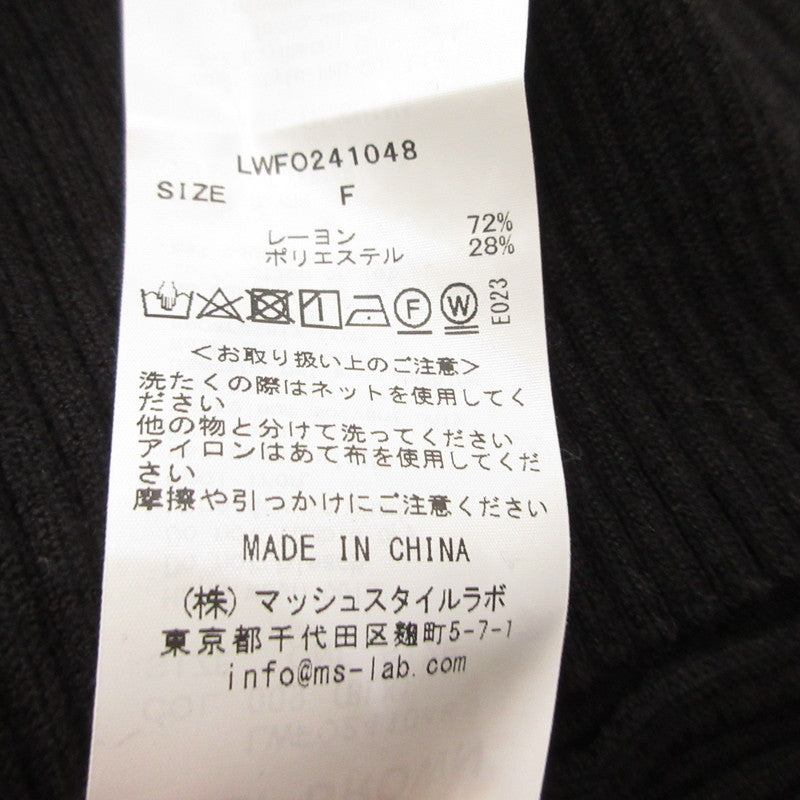 LWFO241048
SIZE F
レーヨン 72%
ポリエステル 28%
F W E023
＜お取り扱い上のご注意＞
洗たくの際はネットを使用してく
ださい
他の物と分けて洗ってください
アイロンはあて布を使用してくだ
さい
摩擦や引っかけにご注意ください
MADE IN CHINA
(株) マッシュスタイルラボ
東京都千代田区麹町5-7-1
info@ms-lab.com